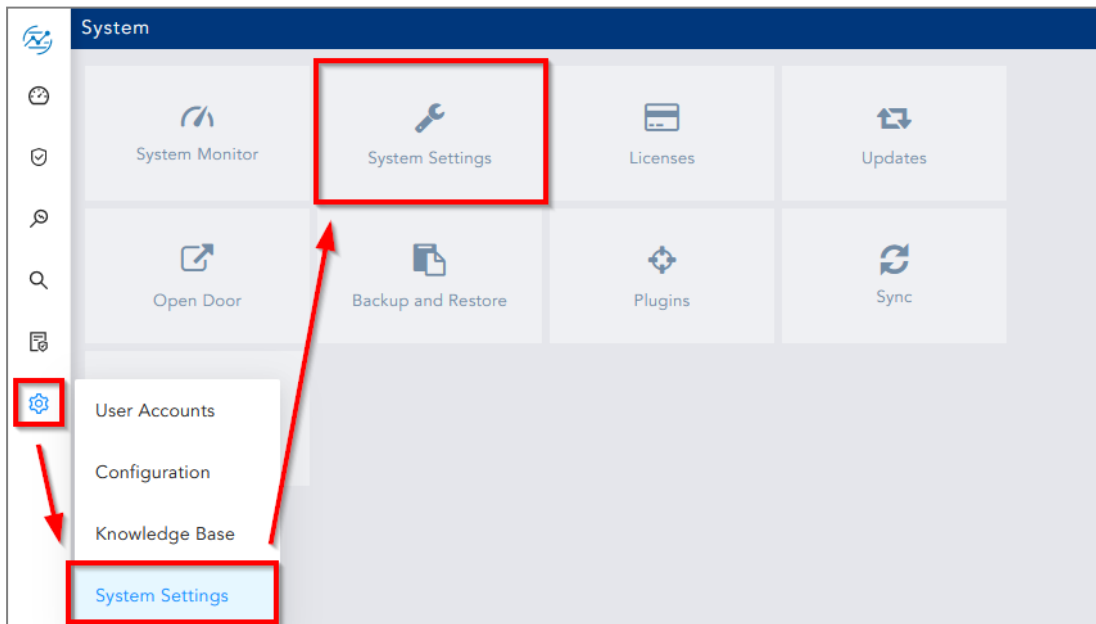 System
System Monitor
System Settings
Licenses
Updates
Open Door
Backup and Restore
Plugins
Sync
User Accounts
Configuration
Knowledge Base
System Settings